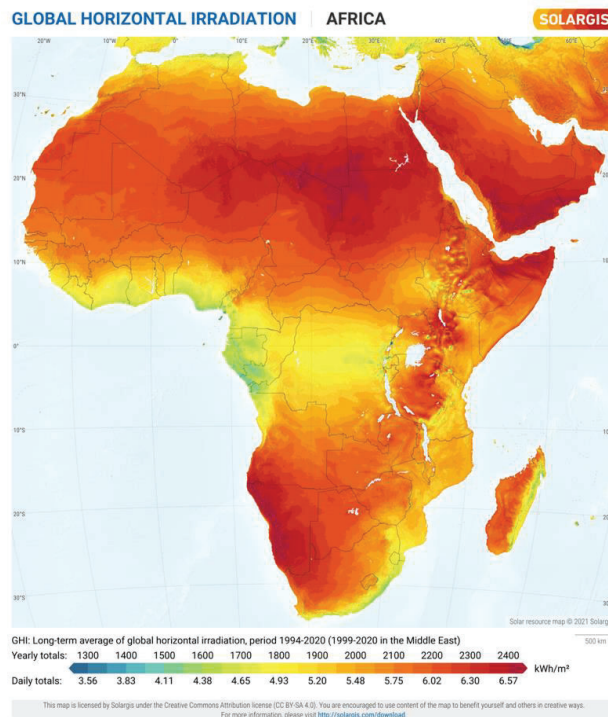 GLOBAL HORIZONTAL IRRADIATION | AFRICA
SOLARGIS
20°W 10°W 0° 10°E 20°E 30°E 40°E 50°E 60°E
30°N
20°N
10°N
0°
10°S
20°S
30°S
Solar resource map © 2021 Solargis
500 km
GHI: Long-term average of global horizontal irradiation, period 1994-2020 (1999-2020 in the Middle East)
Yearly totals: 1300 1400 1500 1600 1700 1800 1900 2000 2100 2200 2300 2400
kWh/m²
Daily totals: 3.56 3.83 4.11 4.38 4.65 4.93 5.20 5.48 5.75 6.02 6.30 6.57
This map is licensed by Solargis under the Creative Commons Attribution license (CC BY-SA 4.0). You are encouraged to use content of the map to benefit yourself and others in creative ways.
For more information, please visit http://solargis.com/download.